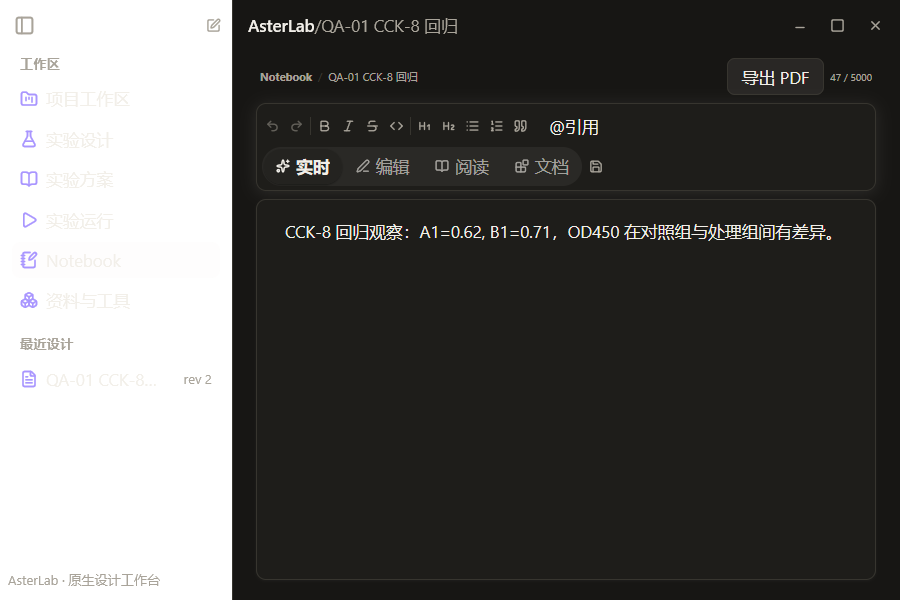 AsterLab/QA-01 CCK-8 回归
工作区
项目工作区
实验设计
实验方案
实验运行
Notebook
资料与工具
最近设计
QA-01 CCK-8... rev 2
AsterLab · 原生设计工作台
Notebook / QA-01 CCK-8 回归
导出 PDF 47 / 5000
B I S <> H1 H2 @引用
实时 编辑 阅读 文档
CCK-8 回归观察：A1=0.62, B1=0.71，OD450 在对照组与处理组间有差异。